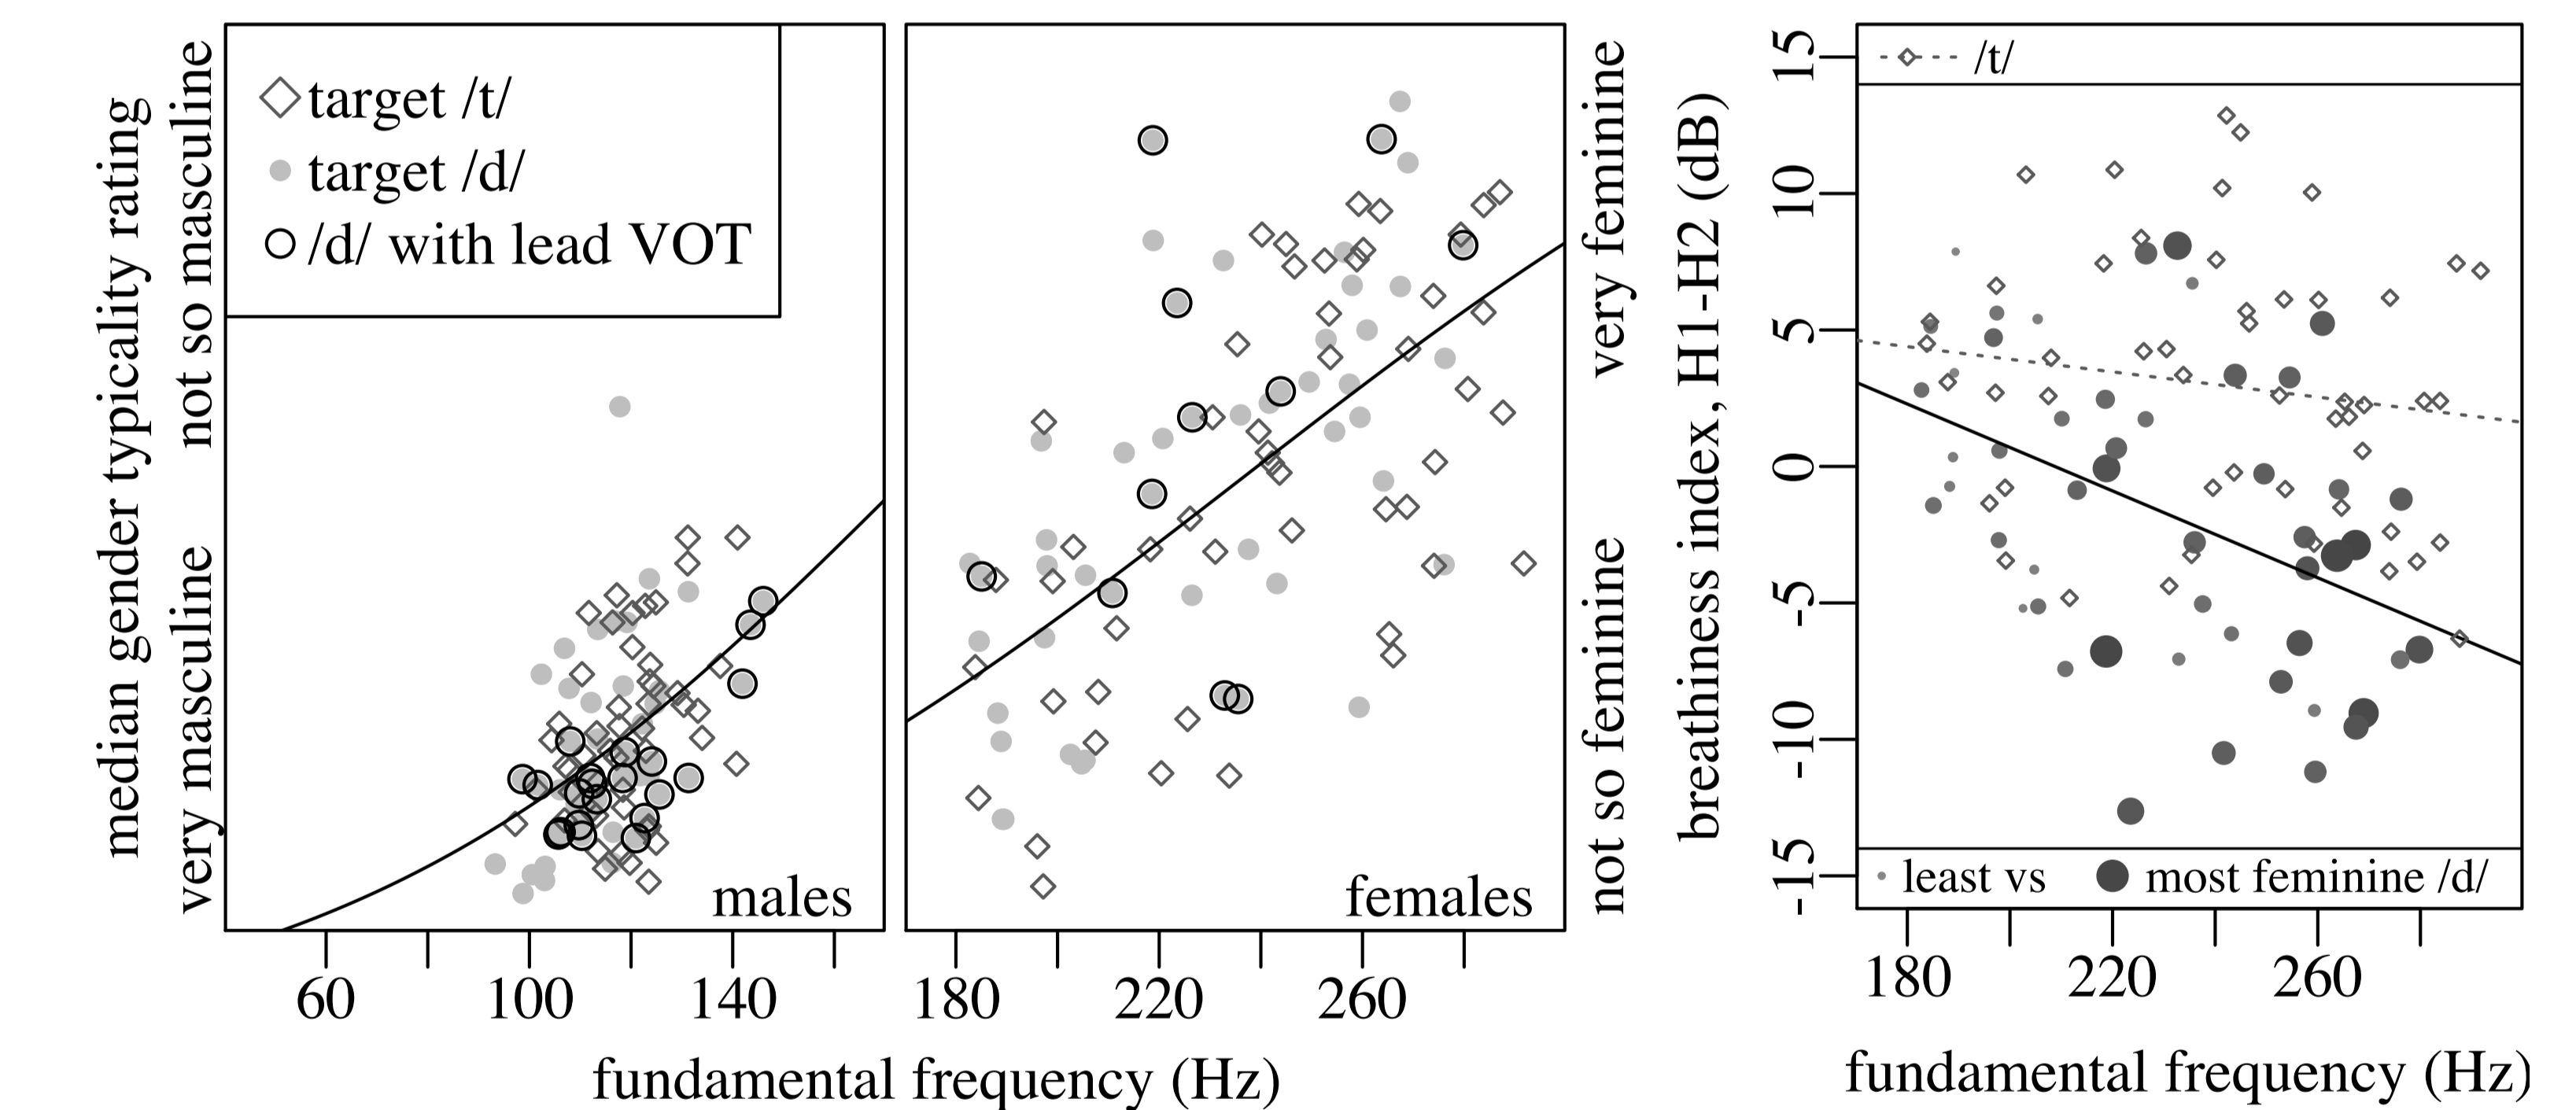 median gender typicality rating
very masculine
not so masculine
target /t/
target /d/
/d/ with lead VOT
males
60
100
140
females
180
220
260
not so feminine
very feminine
fundamental frequency (Hz)
breathiness index, H1-H2 (dB)
15
10
5
0
-5
-10
-15
/t/
least vs
most feminine /d/
180
220
260
fundamental frequency (Hz)